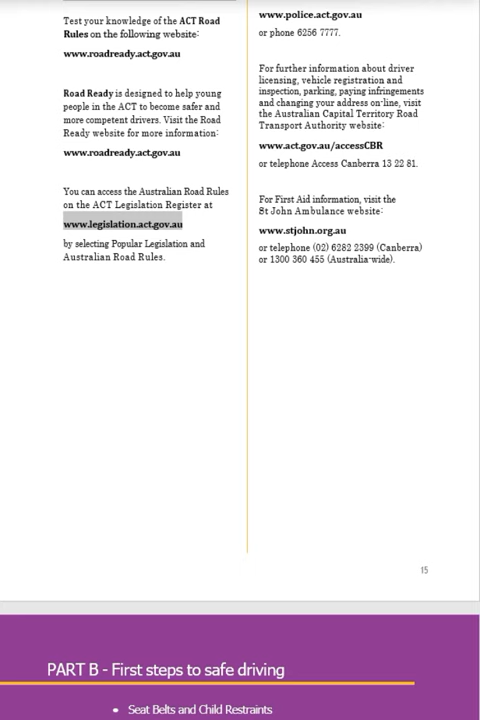 Test your knowledge of the ACT Road
Rules on the following website:
www.roadready.act.gov.au
Road Ready is designed to help young
people in the ACT to become safer and
more competent drivers. Visit the Road
Ready website for more information:
www.roadready.act.gov.au
You can access the Australian Road Rules
on the ACT Legislation Register at
www.legislation.act.gov.au
by selecting Popular Legislation and
Australian Road Rules.
www.police.act.gov.au
or phone 6256 7777.
For further information about driver
licensing, vehicle registration and
inspection, parking, paying infringements
and changing your address on-line, visit
the Australian Capital Territory Road
Transport Authority website:
www.act.gov.au/accessCBR
or telephone Access Canberra 13 22 81.
For First Aid information, visit the
St John Ambulance website:
www.stjohn.org.au
or telephone (02) 6282 2399 (Canberra)
or 1300 360 455 (Australia-wide).
15
PART B - First steps to safe driving
• Seat Belts and Child Restraints